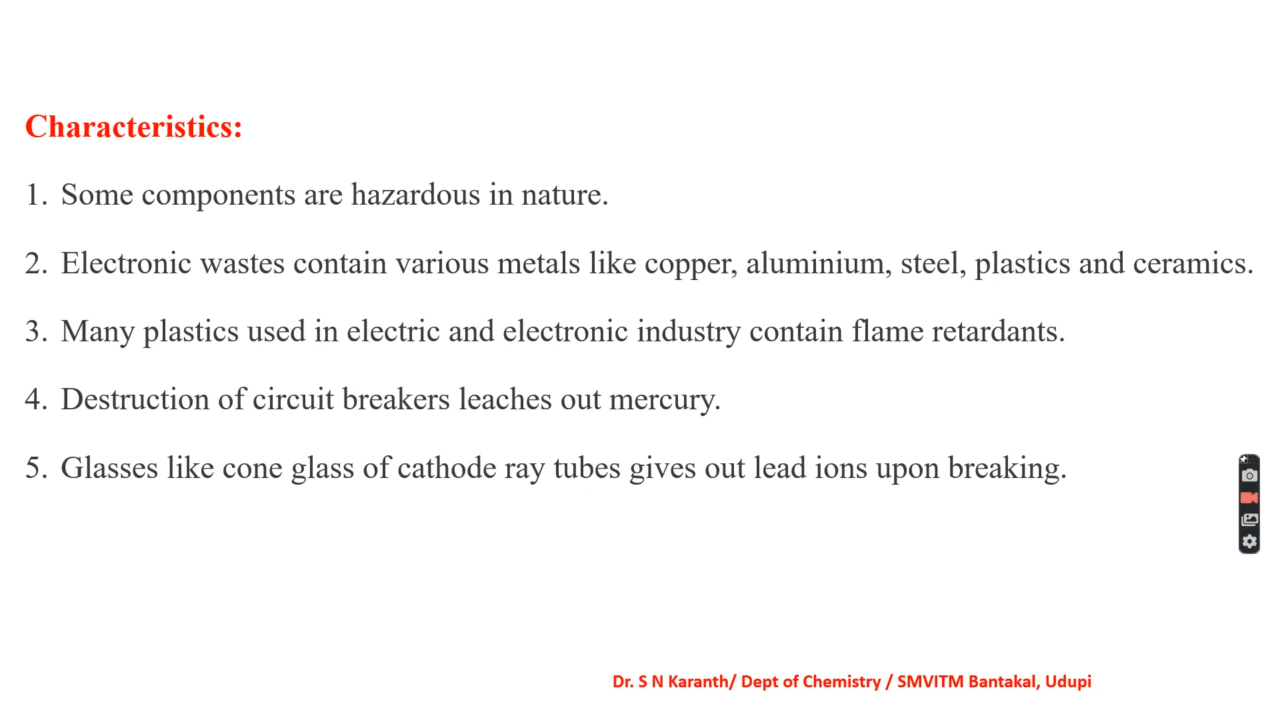 Characteristics:
1. Some components are hazardous in nature.
2. Electronic wastes contain various metals like copper, aluminium, steel, plastics and ceramics.
3. Many plastics used in electric and electronic industry contain flame retardants.
4. Destruction of circuit breakers leaches out mercury.
5. Glasses like cone glass of cathode ray tubes gives out lead ions upon breaking.
Dr. S N Karanth/ Dept of Chemistry / SMVITM Bantakal, Udupi